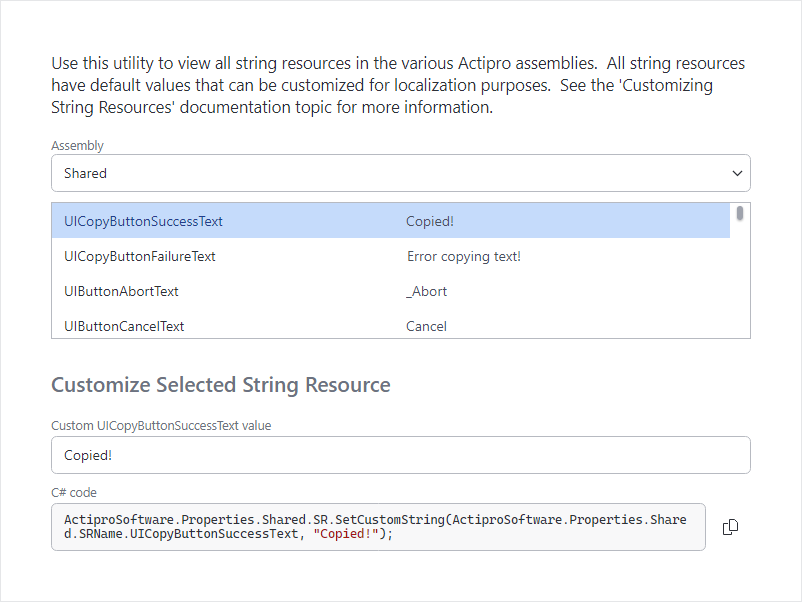 Use this utility to view all string resources in the various Actipro assemblies.  All string resources
have default values that can be customized for localization purposes.  See the 'Customizing
String Resources' documentation topic for more information.
Assembly
Shared
UICopyButtonSuccessText Copied!
UICopyButtonFailureText Error copying text!
UIButtonAbortText _Abort
UIButtonCancelText Cancel
Customize Selected String Resource
Custom UICopyButtonSuccessText value
Copied!
C# code
ActiproSoftware.Properties.Shared.SR.SetCustomString(ActiproSoftware.Properties.Share
d.SRName.UICopyButtonSuccessText, "Copied!");